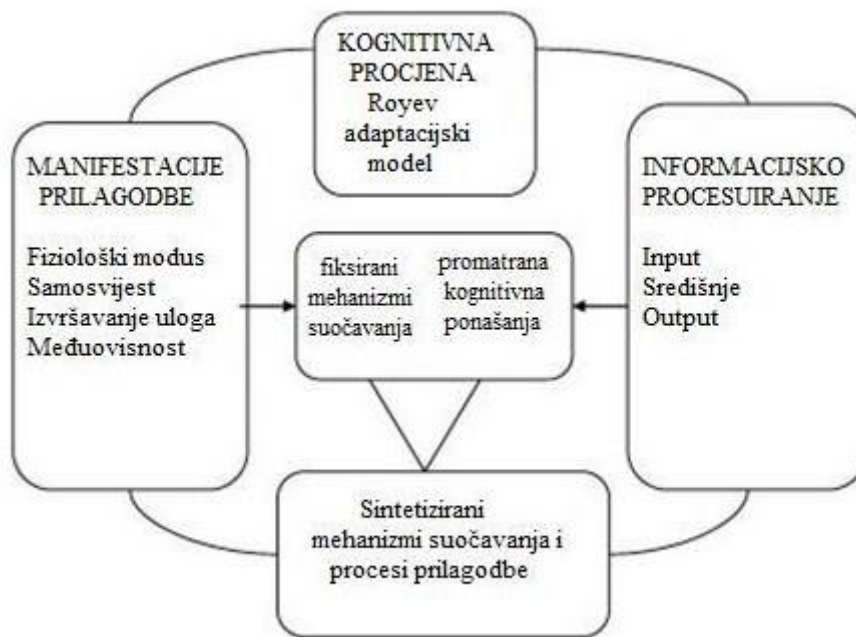 KOGNITIVNA
PROCJENA
Royev
adaptacijski
model
MANIFESTACIJE
PRILAGODBE
Fiziološki modus
Samosvijest
Izvršavanje uloga
Međuovisnost
fiksirani
mehanizmi
suočavanja
promatrana
kognitivna
ponašanja
INFORMACIJSKO
PROCESUIRANJE
Input
Središnje
Output
Sintetizirani
mehanizmi suočavanja i
procesi prilagodbe